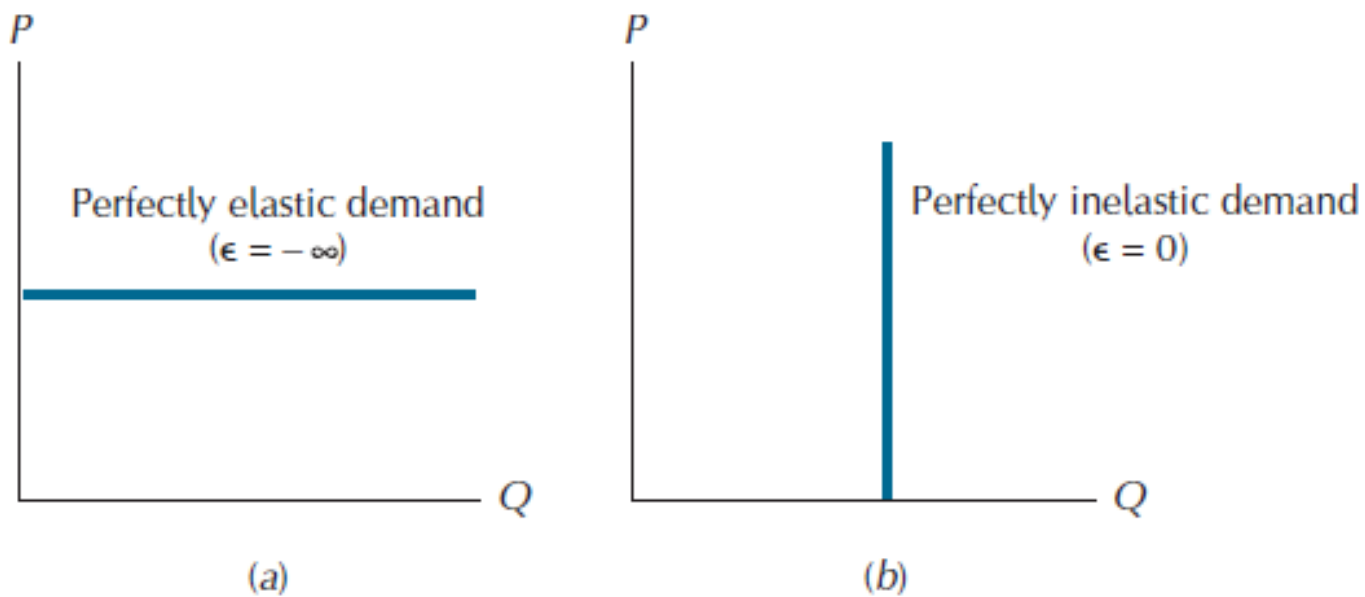 P
Perfectly elastic demand
(ϵ = – ∞)
Q
(a)
P
Perfectly inelastic demand
(ϵ = 0)
Q
(b)